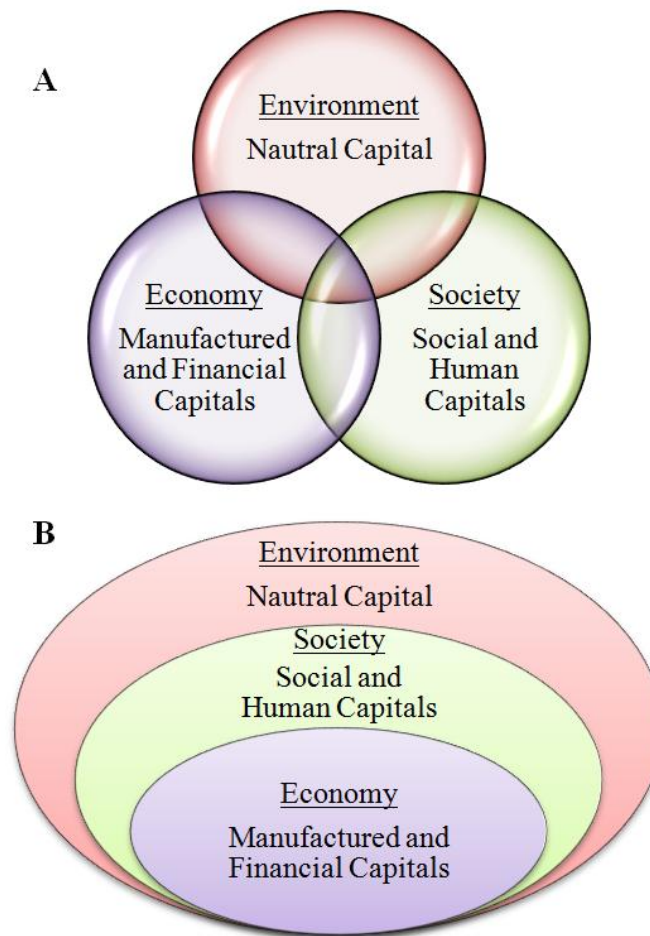 A
Environment
Nautral Capital
Economy
Manufactured
and Financial
Capitals
Society
Social and
Human
Capitals
B
Environment
Nautral Capital
Society
Social and
Human Capitals
Economy
Manufactured and
Financial Capitals